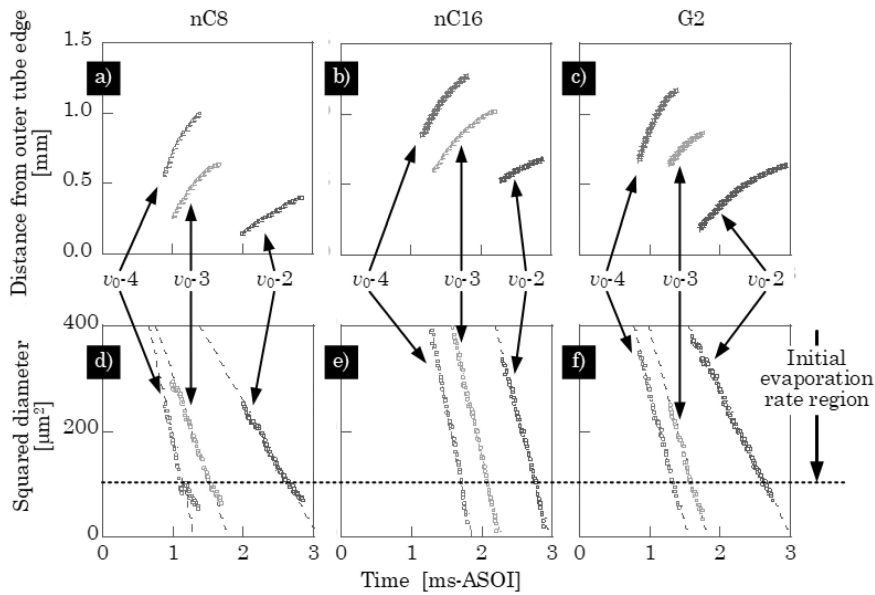 nC8 nC16 G2
Distance from outer tube edge
[mm]
1.5
1.0
0.5
0.0
a)
b)
c)
v0-4 v0-3 v0-2
v0-4 v0-3 v0-2
v0-4 v0-3 v0-2
Squared diameter
[μm²]
400
200
0
d)
e)
f)
Initial
evaporation
rate region
0 1 2 3
0 1 2 3
0 1 2 3
Time [ms-ASOI]